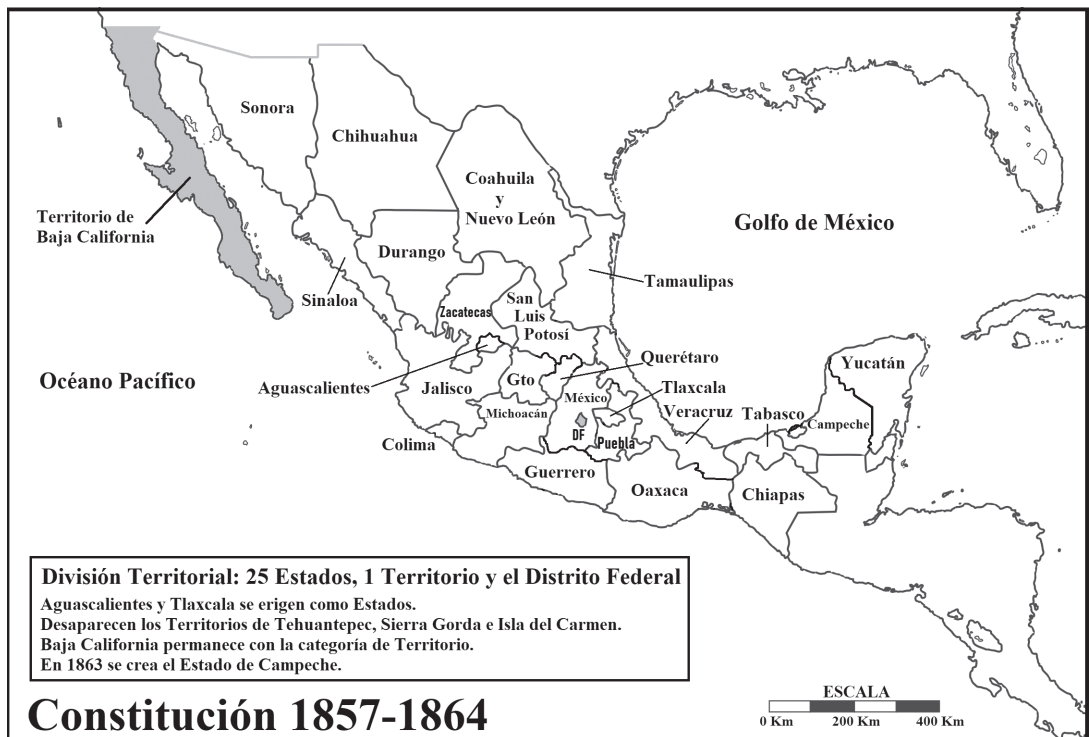 Sonora
Chihuahua
Coahuila
y
Nuevo León
Territorio de
Baja California
Golfo de México
Durango
Tamaulipas
Sinaloa
Zacatecas
San
Luis
Potosí
Querétaro
Yucatán
Océano Pacífico
Aguascalientes
Jalisco
Gto
México
Tlaxcala
Michoacán
Veracruz
Tabasco
Campeche
Colima
DF
Puebla
Guerrero
Oaxaca
Chiapas
División Territorial: 25 Estados, 1 Territorio y el Distrito Federal
Aguascalientes y Tlaxcala se erigen como Estados.
Desaparecen los Territorios de Tehuantepec, Sierra Gorda e Isla del Carmen.
Baja California permanece con la categoría de Territorio.
En 1863 se crea el Estado de Campeche.
Constitución 1857-1864
ESCALA
0 Km 200 Km 400 Km